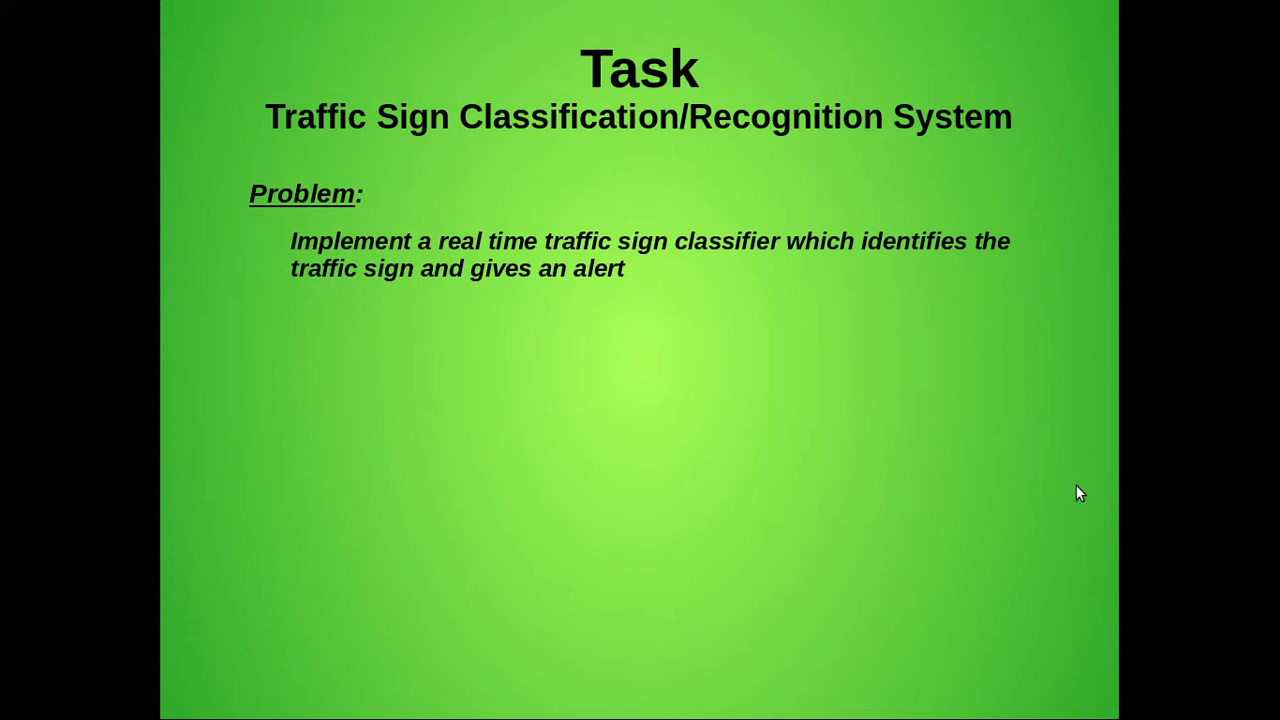 Task
Traffic Sign Classification/Recognition System
Problem:
Implement a real time traffic sign classifier which identifies the
traffic sign and gives an alert